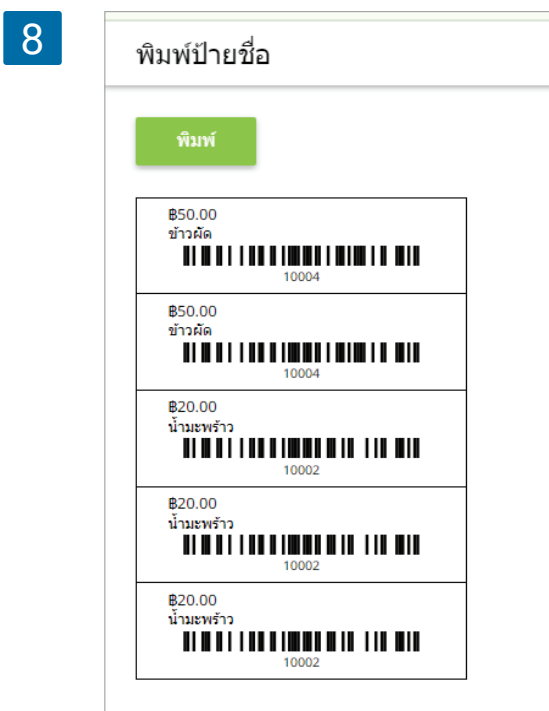 8
พิมพ์ป้ายชื่อ
พิมพ์
฿50.00
ข้าวผัด
10004
฿50.00
ข้าวผัด
10004
฿20.00
น้ำมะพร้าว
10002
฿20.00
น้ำมะพร้าว
10002
฿20.00
น้ำมะพร้าว
10002